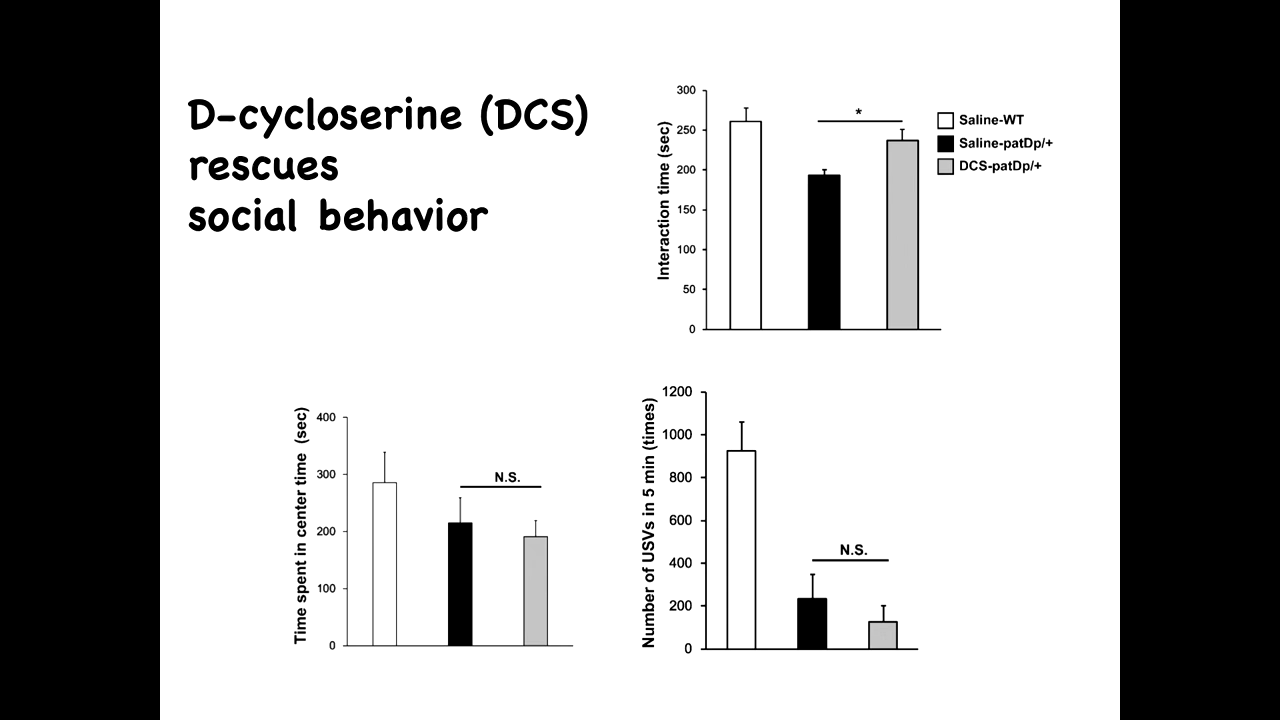 D-cycloserine (DCS)
rescues
social behavior
Interaction time (sec)
300
250
200
150
100
50
0
*
Saline-WT
Saline-patDp/+
DCS-patDp/+
Time spent in center time (sec)
400
300
200
100
0
N.S.
Number of USVs in 5 min (times)
1200
1000
800
600
400
200
0
N.S.